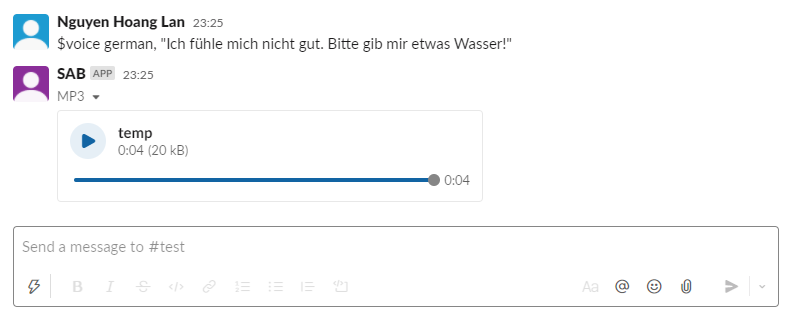 Nguyen Hoang Lan 23:25
$voice german, "Ich fühle mich nicht gut. Bitte gib mir etwas Wasser!"
SAB APP 23:25
MP3
temp
0:04 (20 kB)
0:04
Send a message to #test
B I S </> Aa @